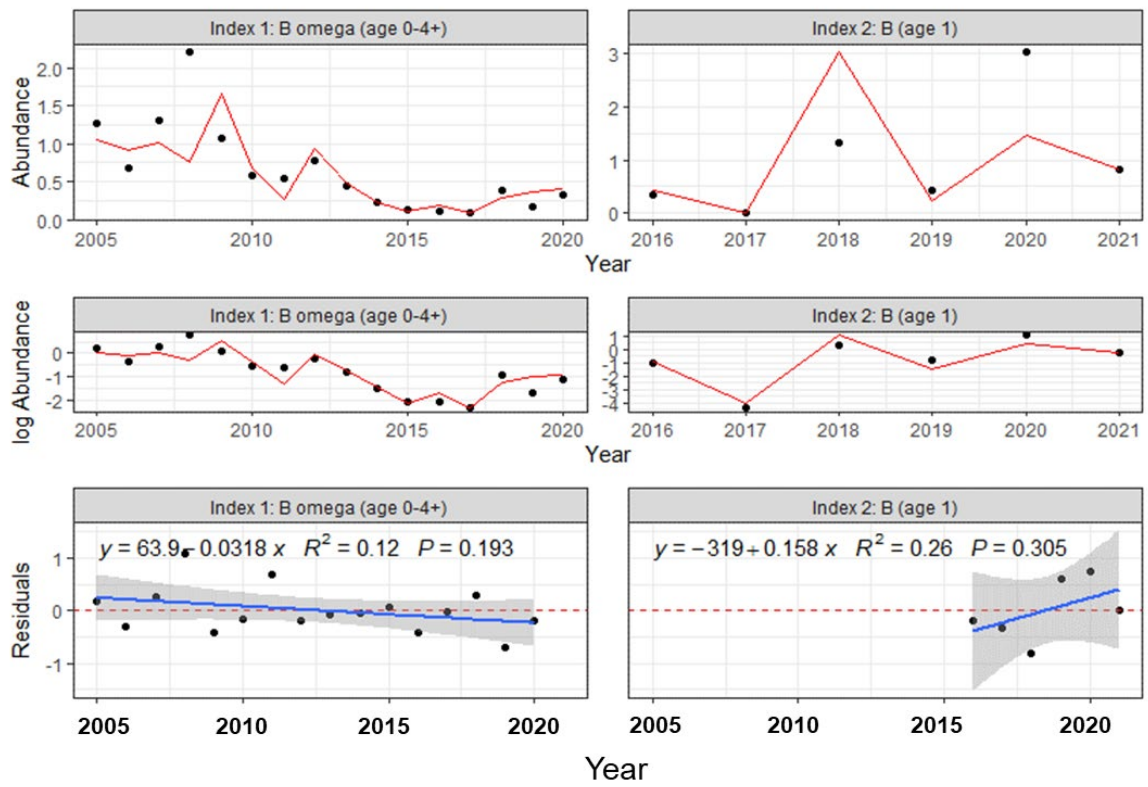 Index 1: B omega (age 0-4+)
Index 2: B (age 1)
Abundance
2.0
1.5
1.0
0.5
0.0
3
2
1
0
2005 2010 2015 2020
2016 2017 2018 2019 2020 2021
Year
Index 1: B omega (age 0-4+)
Index 2: B (age 1)
log Abundance
0
-1
-2
1
0
-1
-2
-3
-4
2005 2010 2015 2020
2016 2017 2018 2019 2020 2021
Year
Index 1: B omega (age 0-4+)
Index 2: B (age 1)
Residuals
y = 63.9 − 0.0318 x R² = 0.12 P = 0.193
y = −319 + 0.158 x R² = 0.26 P = 0.305
1
0
-1
2005 2010 2015 2020
2005 2010 2015 2020
Year